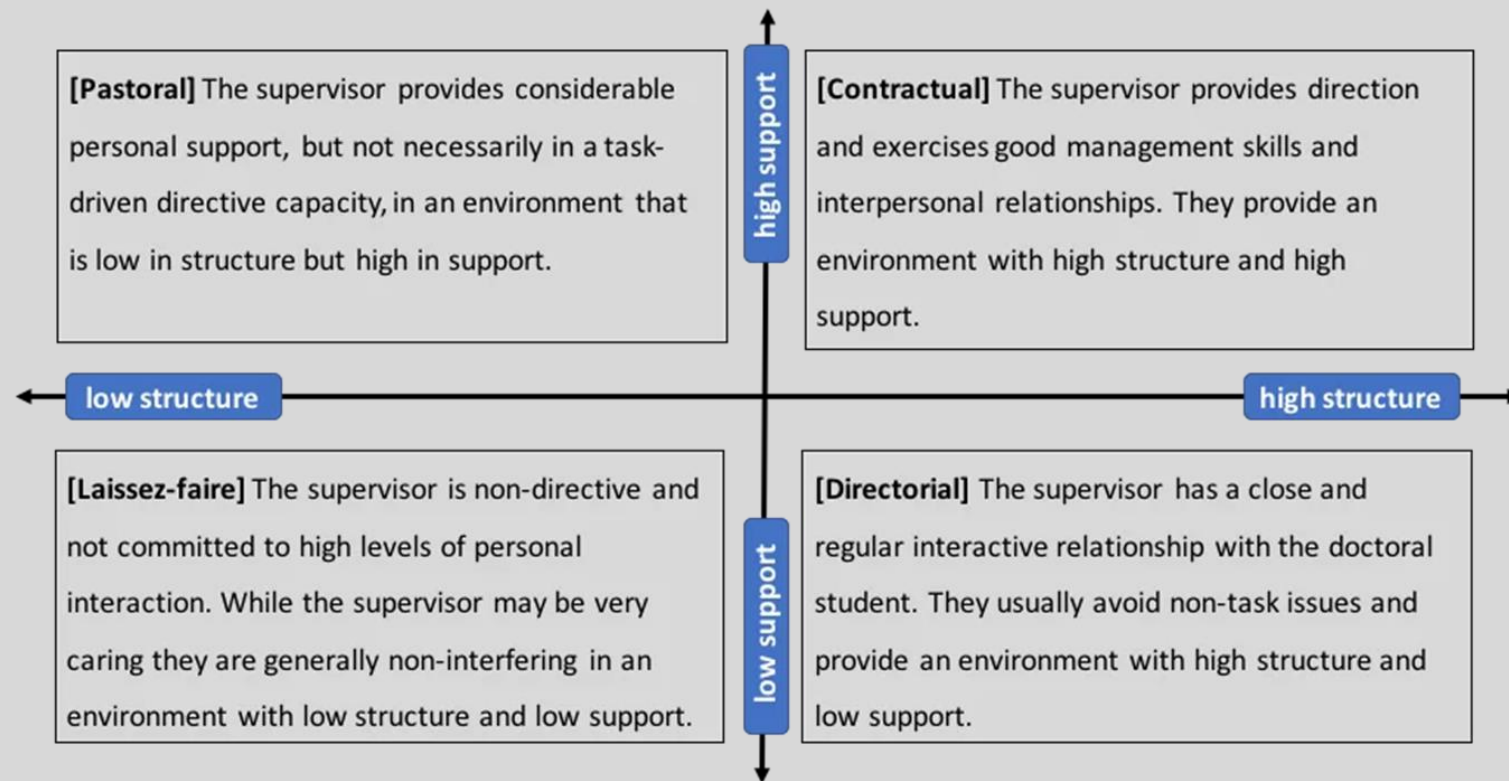 [Pastoral] The supervisor provides considerable
personal support, but not necessarily in a task-
driven directive capacity, in an environment that
is low in structure but high in support.
high support
[Contractual] The supervisor provides direction
and exercises good management skills and
interpersonal relationships. They provide an
environment with high structure and high
support.
low structure
high structure
[Laissez-faire] The supervisor is non-directive and
not committed to high levels of personal
interaction. While the supervisor may be very
caring they are generally non-interfering in an
environment with low structure and low support.
low support
[Directorial] The supervisor has a close and
regular interactive relationship with the doctoral
student. They usually avoid non-task issues and
provide an environment with high structure and
low support.